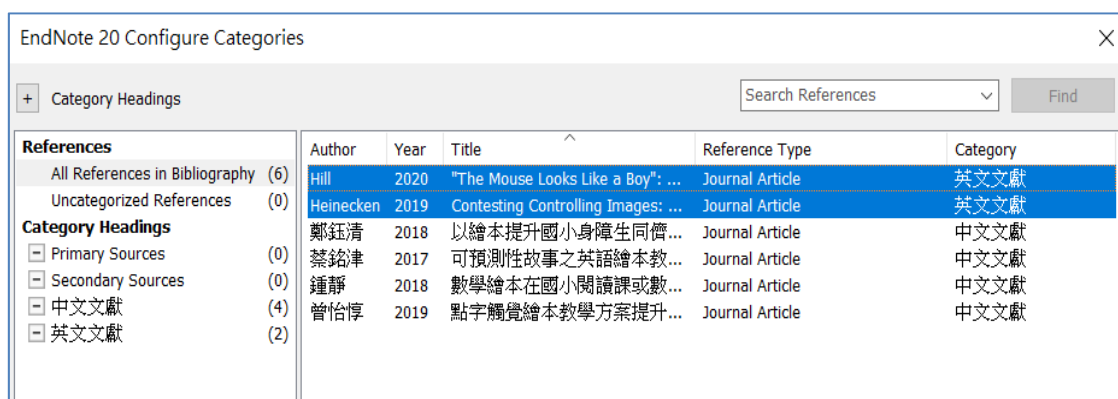 EndNote 20 Configure Categories
+ Category Headings
Search References
Find
References
All References in Bibliography (6)
Uncategorized References (0)
Category Headings
Primary Sources (0)
Secondary Sources (0)
中文文獻 (4)
英文文獻 (2)
Author Year Title Reference Type Category
Hill 2020 "The Mouse Looks Like a Boy": ... Journal Article 英文文獻
Heinecken 2019 Contesting Controlling Images: ... Journal Article 英文文獻
鄭鈺清 2018 以繪本提升國小身障生同儕... Journal Article 中文文獻
蔡銘津 2017 可預測性故事之英語繪本教... Journal Article 中文文獻
鍾靜 2018 數學繪本在國小閱讀課或數... Journal Article 中文文獻
曾怡惇 2019 點字觸覺繪本教學方案提升... Journal Article 中文文獻